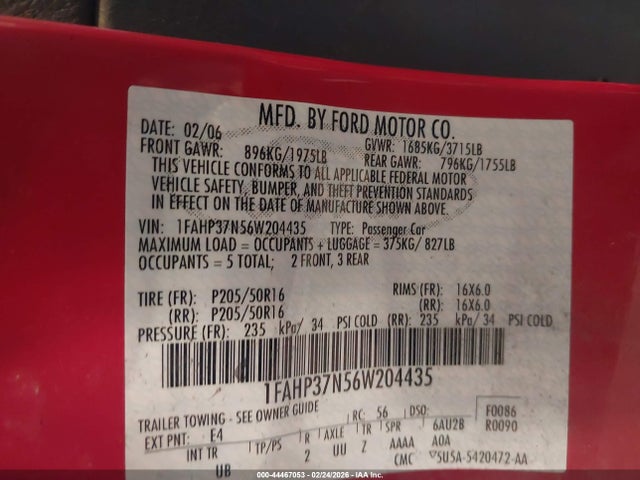 MFD. BY FORD MOTOR CO.
DATE: 02/06 GVWR: 1685KG/3715LB
FRONT GAWR: 896KG/1975LB REAR GAWR: 796KG/1755LB
THIS VEHICLE CONFORMS TO ALL APPLICABLE FEDERAL MOTOR
VEHICLE SAFETY, BUMPER, AND THEFT PREVENTION STANDARDS
IN EFFECT ON THE DATE OF MANUFACTURE SHOWN ABOVE.
VIN: 1FAHP37N56W204435 TYPE: Passenger Car
MAXIMUM LOAD = OCCUPANTS + LUGGAGE = 375KG/ 827LB
OCCUPANTS = 5 TOTAL; 2 FRONT, 3 REAR
TIRE (FR): P205/50R16 RIMS (FR): 16X6.0
(RR): P205/50R16 (RR): 16X6.0
PRESSURE (FR): 235 kPa/ 34 PSI COLD (RR): 235 kPa/ 34 PSI COLD
1FAHP37N56W204435
TRAILER TOWING - SEE OWNER GUIDE RC: 56 DSO: F0086
EXT PNT: E4 AXLE TR SPR 6AU2B R0090
INT TR TP/PS R AAAA A0A
UB 2 UU Z CMC 5U5A-5420472-AA
000-44467053 - 02/24/2026 - IAABUYERS